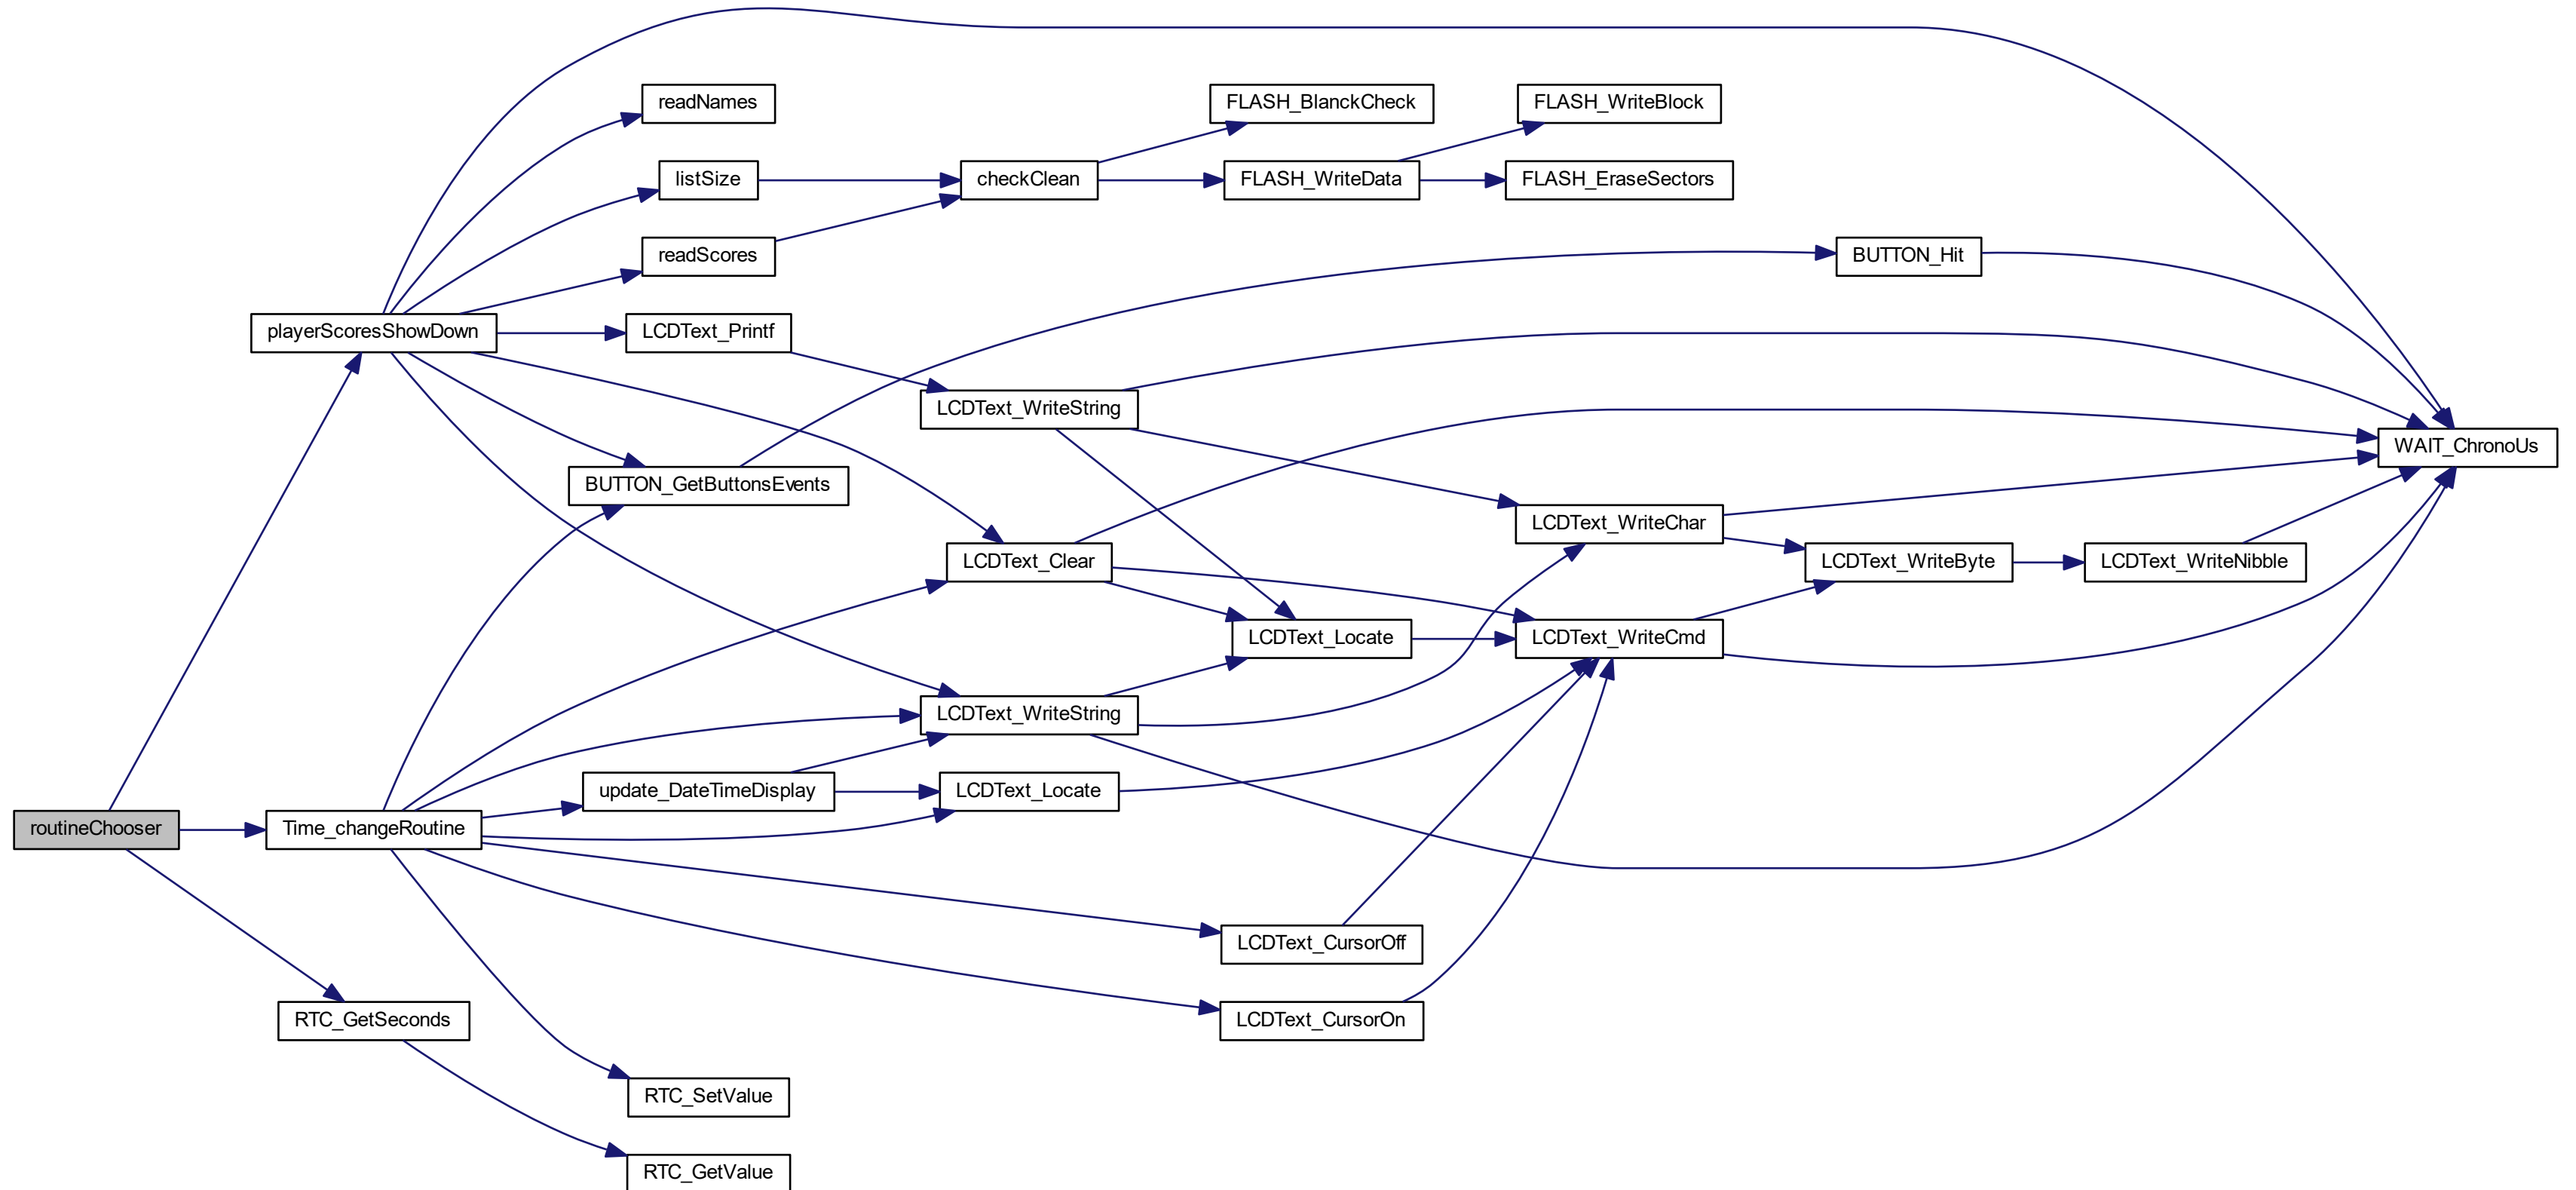 readNames
FLASH_BlanckCheck
FLASH_WriteBlock
listSize
checkClean
FLASH_WriteData
FLASH_EraseSectors
readScores
BUTTON_Hit
playerScoresShowDown
LCDText_Printf
LCDText_WriteString
WAIT_ChronoUs
BUTTON_GetButtonsEvents
LCDText_WriteChar
LCDText_Clear
LCDText_WriteByte
LCDText_WriteNibble
LCDText_Locate
LCDText_WriteCmd
LCDText_WriteString
update_DateTimeDisplay
LCDText_Locate
routineChooser
Time_changeRoutine
LCDText_CursorOff
RTC_GetSeconds
LCDText_CursorOn
RTC_SetValue
RTC_GetValue